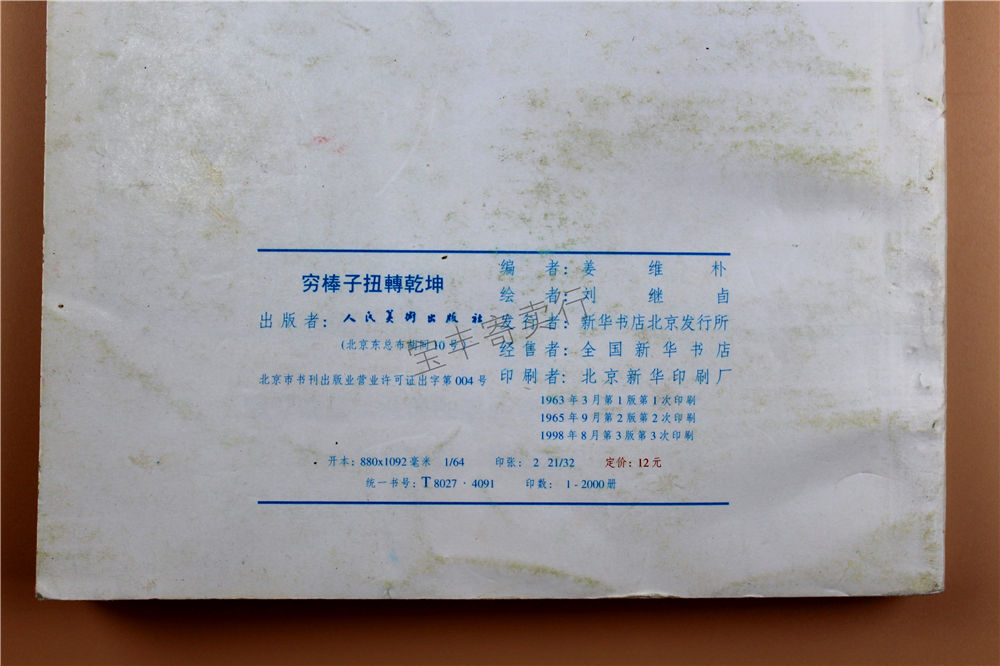 穷棒子扭轉乾坤
出版者：人民美術出版社
(北京东总布胡同10号)
北京市书刊出版业营业许可证出字第004号
编者：姜维朴
绘者：刘继卣
发行者：新华书店北京发行所
经售者：全国新华书店
印刷者：北京新华印刷厂
1963年3月第1版第1次印刷
1965年9月第2版第2次印刷
1998年8月第3版第3次印刷
开本：880x1092毫米 1/64 印张：2 21/32 定价：12元
统一书号：T 8027·4091 印数：1-2000册
宝丰寄卖行